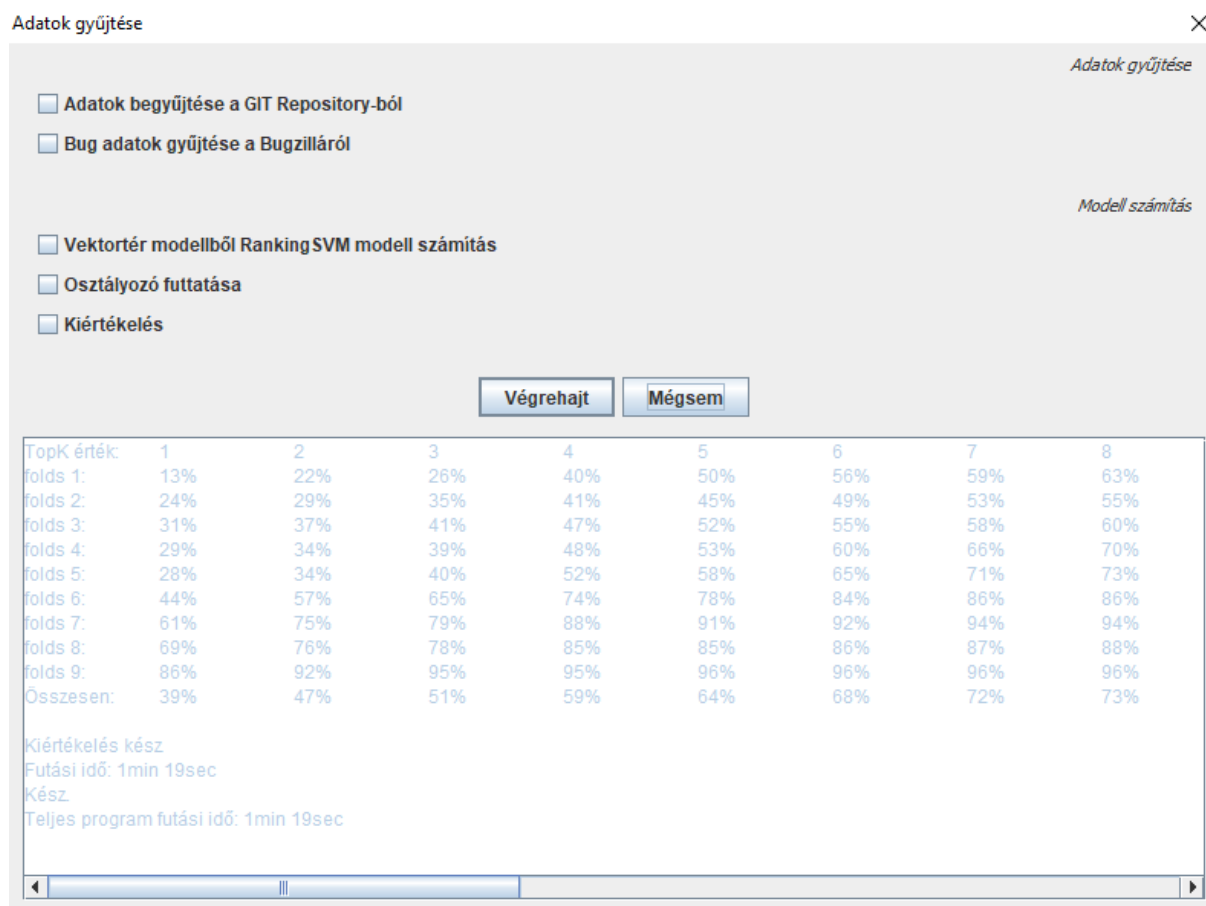 Adatok gyűjtése
Adatok gyűjtése
Adatok begyűjtése a GIT Repository-ból
Bug adatok gyűjtése a Bugzilláról
Modell számítás
Vektortér modellből RankingSVM modell számítás
Osztályozó futtatása
Kiértékelés
Végrehajt Mégsem
TopK érték: 1 2 3 4 5 6 7 8
folds 1: 13% 22% 26% 40% 50% 56% 59% 63%
folds 2: 24% 29% 35% 41% 45% 49% 53% 55%
folds 3: 31% 37% 41% 47% 52% 55% 58% 60%
folds 4: 29% 34% 39% 48% 53% 60% 66% 70%
folds 5: 28% 34% 40% 52% 58% 65% 71% 73%
folds 6: 44% 57% 65% 74% 78% 84% 86% 86%
folds 7: 61% 75% 79% 88% 91% 92% 94% 94%
folds 8: 69% 76% 78% 85% 85% 86% 87% 88%
folds 9: 86% 92% 95% 95% 96% 96% 96% 96%
Összesen: 39% 47% 51% 59% 64% 68% 72% 73%
Kiértékelés kész
Futási idő: 1min 19sec
Kész.
Teljes program futási idő: 1min 19sec